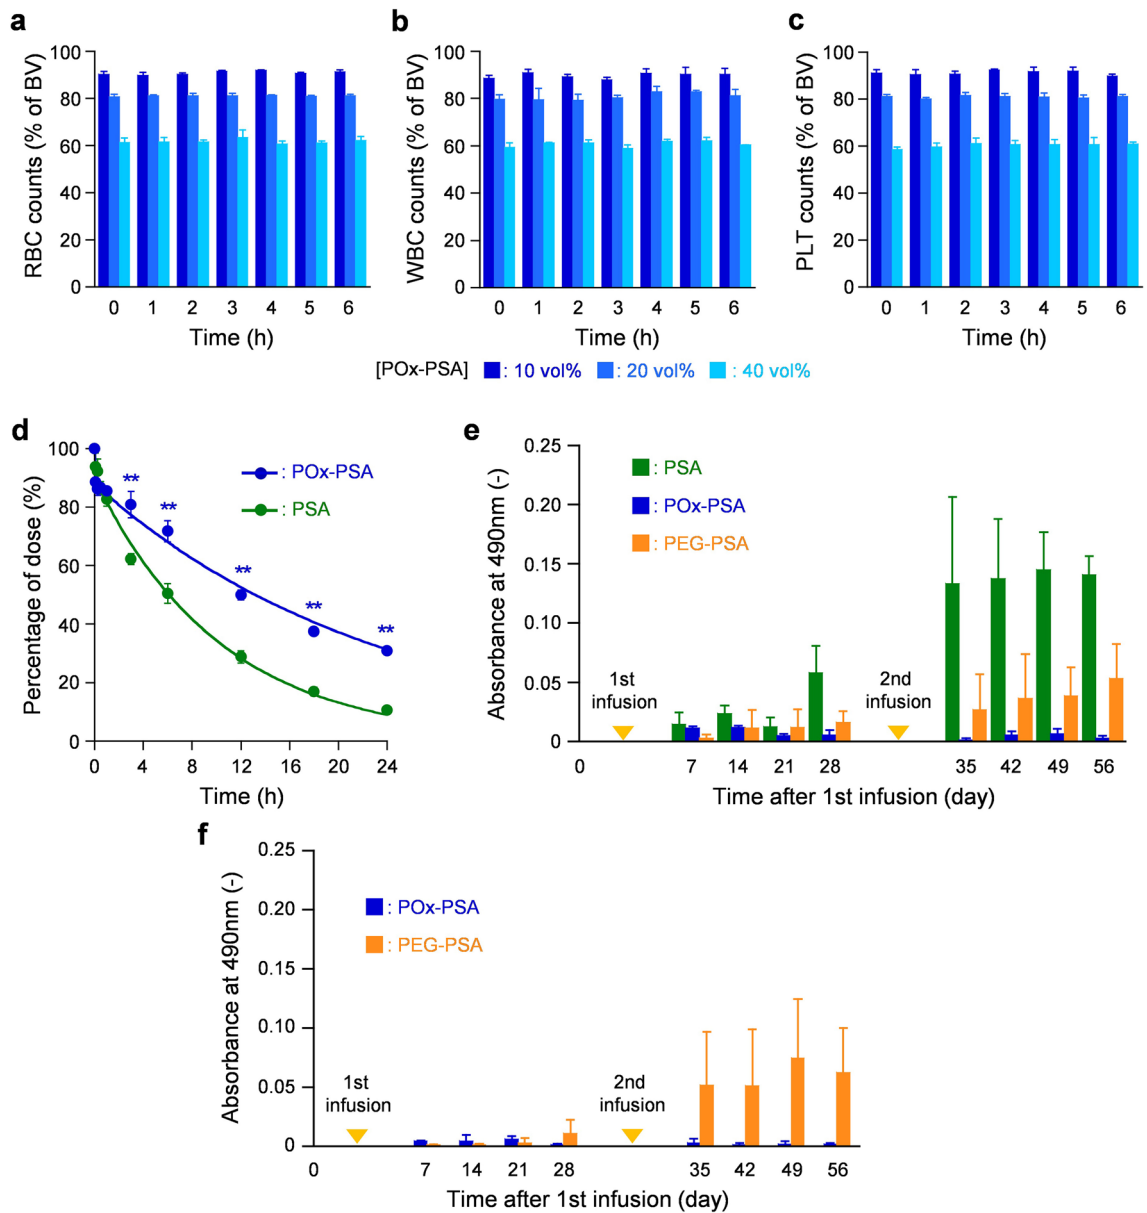 a
RBC counts (% of BV)
100
80
60
40
20
0
0 1 2 3 4 5 6
Time (h)
b
WBC counts (% of BV)
100
80
60
40
20
0
0 1 2 3 4 5 6
Time (h)
c
PLT counts (% of BV)
100
80
60
40
20
0
0 1 2 3 4 5 6
Time (h)
[POx-PSA] : 10 vol% : 20 vol% : 40 vol%
d
Percentage of dose (%)
100
80
60
40
20
0
** ** ** ** **
: POx-PSA
: PSA
0 4 8 12 16 20 24
Time (h)
e
Absorbance at 490nm (-)
0.25
0.20
0.15
0.10
0.05
0
: PSA
: POx-PSA
: PEG-PSA
1st
infusion
2nd
infusion
0 7 14 21 28 35 42 49 56
Time after 1st infusion (day)
f
Absorbance at 490nm (-)
0.25
0.20
0.15
0.10
0.05
0
: POx-PSA
: PEG-PSA
1st
infusion
2nd
infusion
0 7 14 21 28 35 42 49 56
Time after 1st infusion (day)